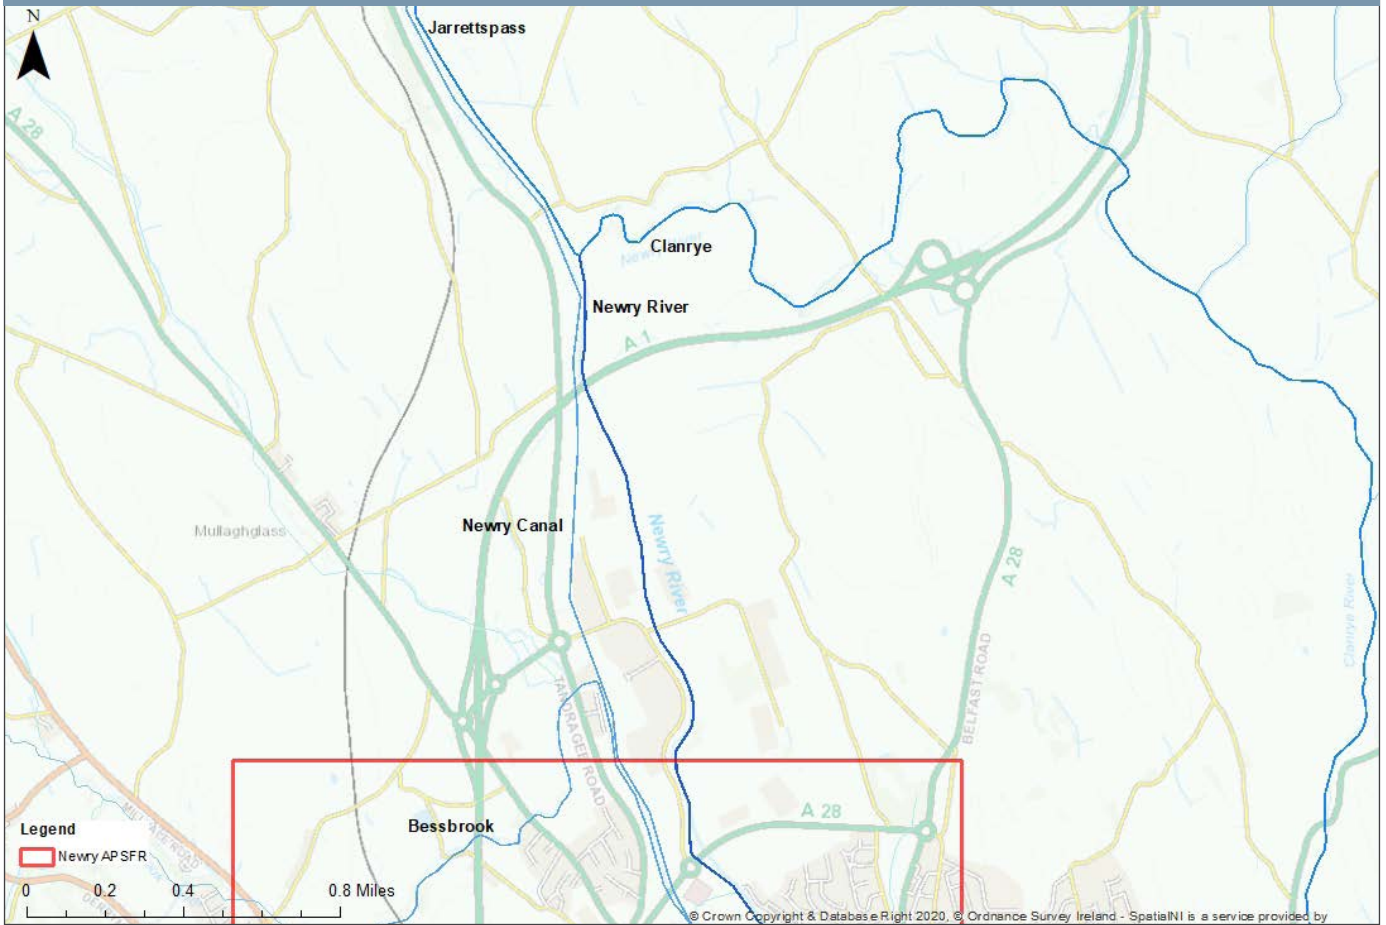 N
Jarrettspass
A 28
Clanrye
Newry River
A 1
Newry Canal
Newry River
Mullaghglass
A 28
Clanrye River
BELFAST ROAD
TANDRAGEE ROAD
A 28
Bessbrook
MILLVALE ROAD
Legend
Newry APSFR
0 0.2 0.4 0.8 Miles
© Crown Copyright & Database Right 2020, © Ordnance Survey Ireland - SpatialNI is a service provided by